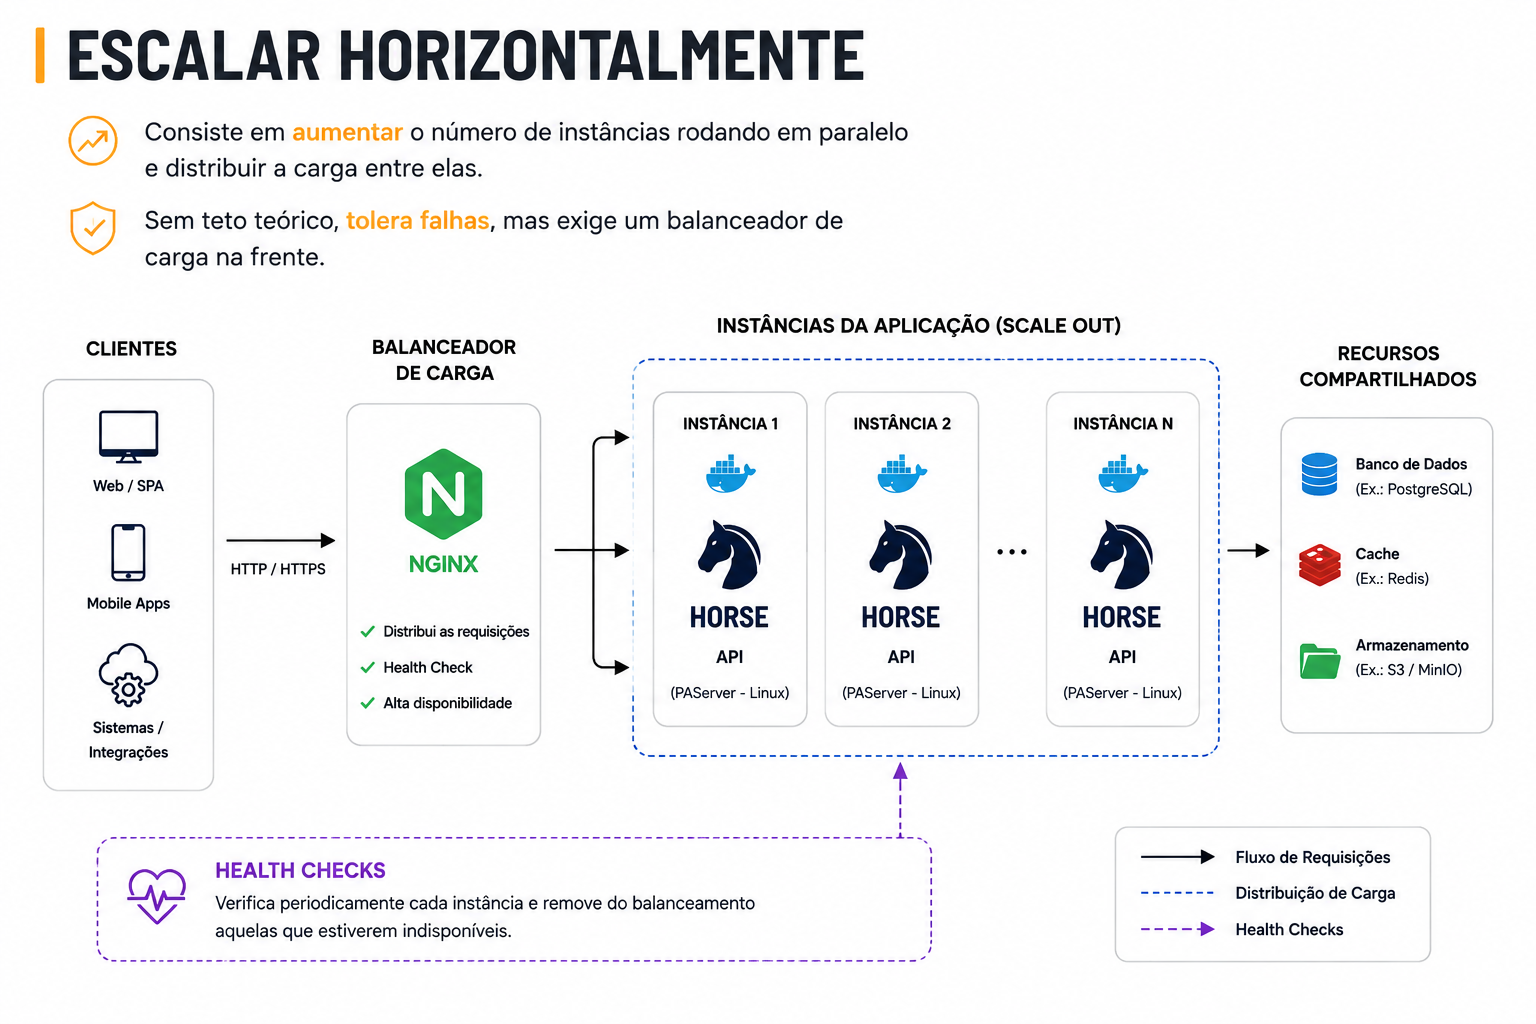 ESCALAR HORIZONTALMENTE
Consiste em aumentar o número de instâncias rodando em paralelo
e distribuir a carga entre elas.
Sem teto teórico, tolera falhas, mas exige um balanceador de
carga na frente.
CLIENTES
Web / SPA
Mobile Apps
Sistemas /
Integrações
HTTP / HTTPS
BALANCEADOR
DE CARGA
N
NGINX
Distribui as requisições
Health Check
Alta disponibilidade
INSTÂNCIAS DA APLICAÇÃO (SCALE OUT)
INSTÂNCIA 1
HORSE
API
(PAServer - Linux)
INSTÂNCIA 2
HORSE
API
(PAServer - Linux)
...
INSTÂNCIA N
HORSE
API
(PAServer - Linux)
RECURSOS
COMPARTILHADOS
Banco de Dados
(Ex.: PostgreSQL)
Cache
(Ex.: Redis)
Armazenamento
(Ex.: S3 / MinIO)
HEALTH CHECKS
Verifica periodicamente cada instância e remove do balanceamento
aquelas que estiverem indisponíveis.
Fluxo de Requisições
Distribuição de Carga
Health Checks